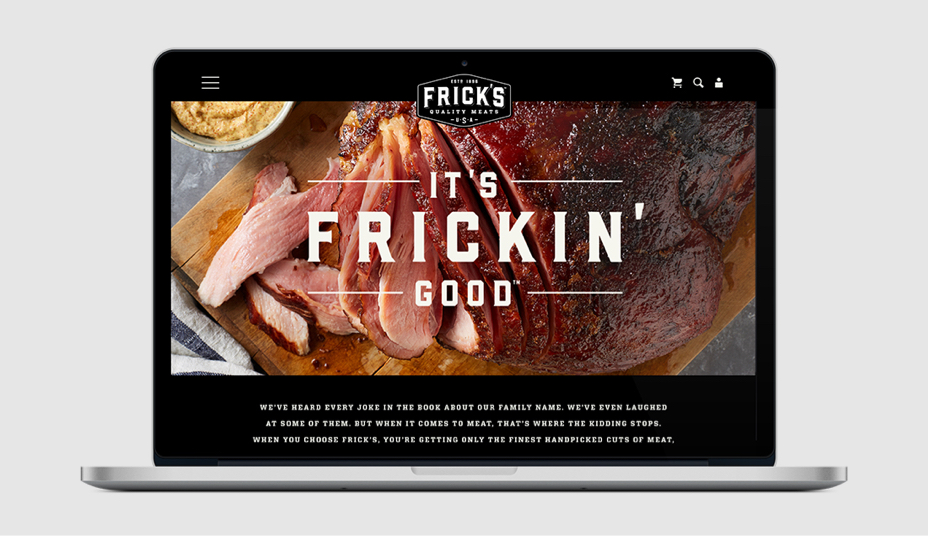 ESTD 1896
FRICK'S™
QUALITY MEATS
U·S·A
IT'S
FRICKIN'
GOOD™
WE'VE HEARD EVERY JOKE IN THE BOOK ABOUT OUR FAMILY NAME. WE'VE EVEN LAUGHED
AT SOME OF THEM. BUT WHEN IT COMES TO MEAT, THAT'S WHERE THE KIDDING STOPS.
WHEN YOU CHOOSE FRICK'S, YOU'RE GETTING ONLY THE FINEST HANDPICKED CUTS OF MEAT,